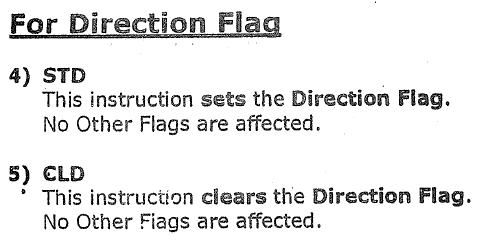 For Direction Flag
4) STD
This instruction sets the Direction Flag.
No Other Flags are affected.
5) CLD
This instruction clears the Direction Flag.
No Other Flags are affected.